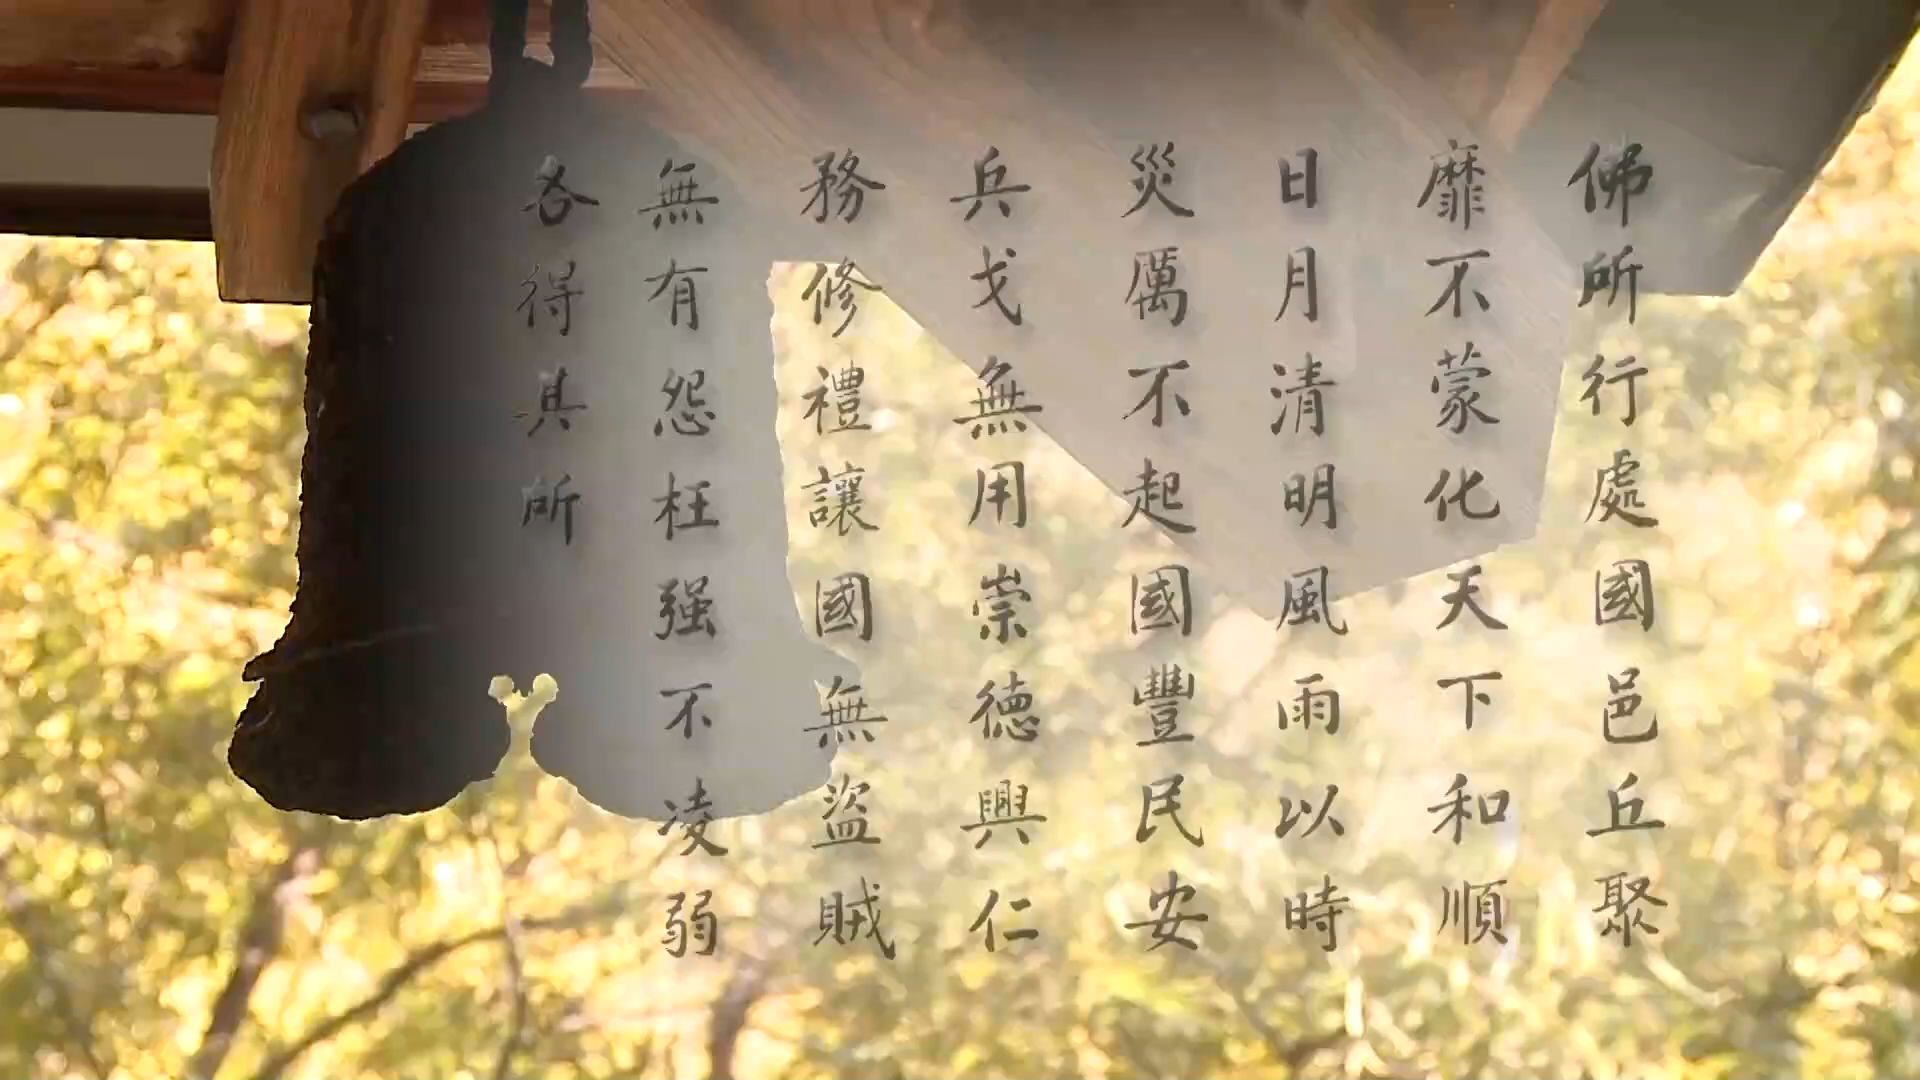 佛所行處國邑丘聚
靡不蒙化天下和順
日月清明風雨以時
災厲不起國豐民安
兵戈無用崇德興仁
務修禮讓國無盜賊
無有怨枉强不凌弱
各得其所